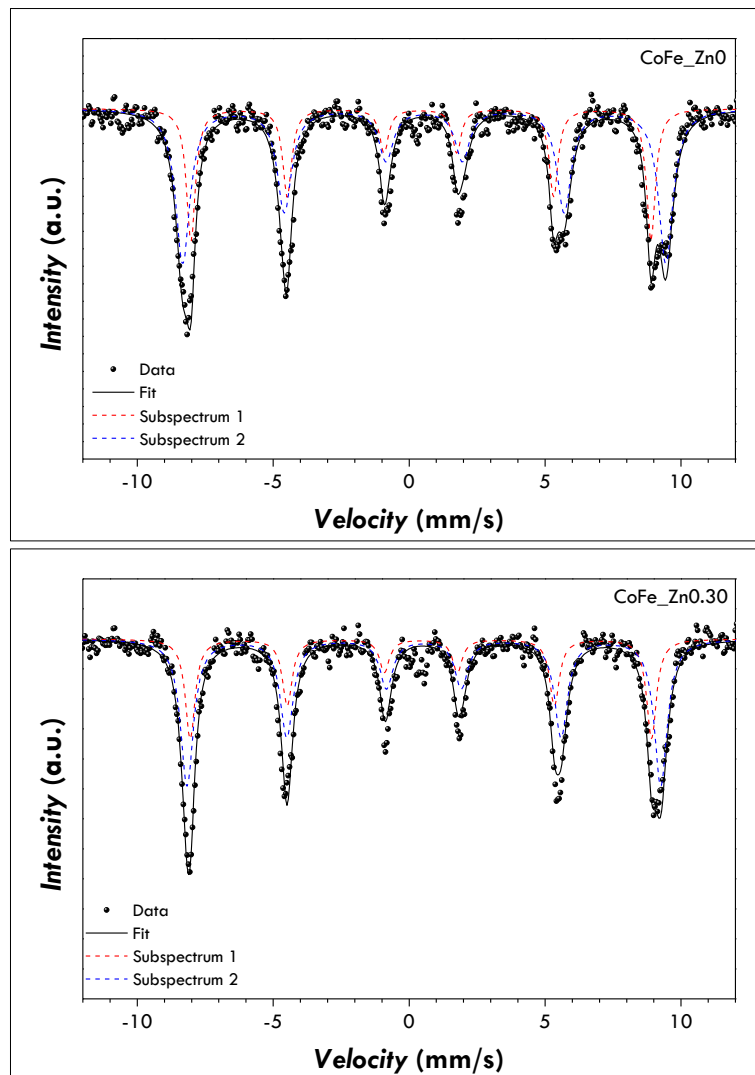 CoFe_Zn0
Intensity (a.u.)
Data
Fit
Subspectrum 1
Subspectrum 2
-10 -5 0 5 10
Velocity (mm/s)
CoFe_Zn0.30
Intensity (a.u.)
Data
Fit
Subspectrum 1
Subspectrum 2
-10 -5 0 5 10
Velocity (mm/s)